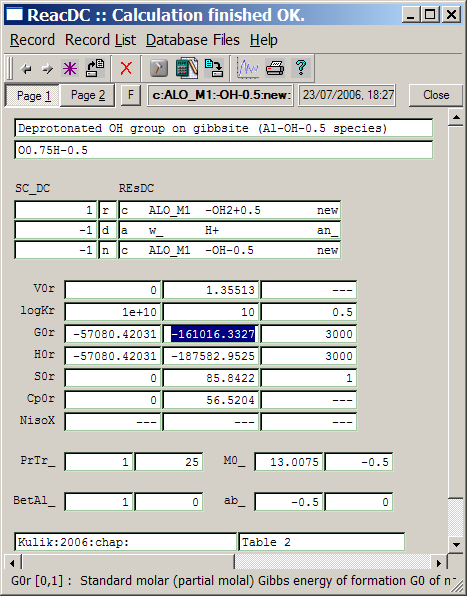 ReacDC :: Calculation finished OK.
Record Record List Database Files Help
Page 1 Page 2 F c:ALO_M1:-OH-0.5:new: 23/07/2006, 18:27 Close
Deprotonated OH group on gibbsite (Al-OH-0.5 species)
O0.75H-0.5
SC_DC REsDC
1 r c ALO_M1 -OH2+0.5 new
-1 d a w_ H+ an_
-1 n c ALO_M1 -OH-0.5 new
V0r 0 1.35513 ---
logKr 1e+10 10 0.5
G0r -57080.42031 -161016.3327 3000
H0r -57080.42031 -187582.9525 3000
S0r 0 85.8422 1
Cp0r 0 56.5204 ---
NisoX --- --- ---
PrTr_ 1 25 M0_ 13.0075 -0.5
BetAl_ 1 0 ab_ -0.5 0
Kulik:2006:chap: Table 2
G0r [0,1] : Standard molar (partial molal) Gibbs energy of formation G0 of